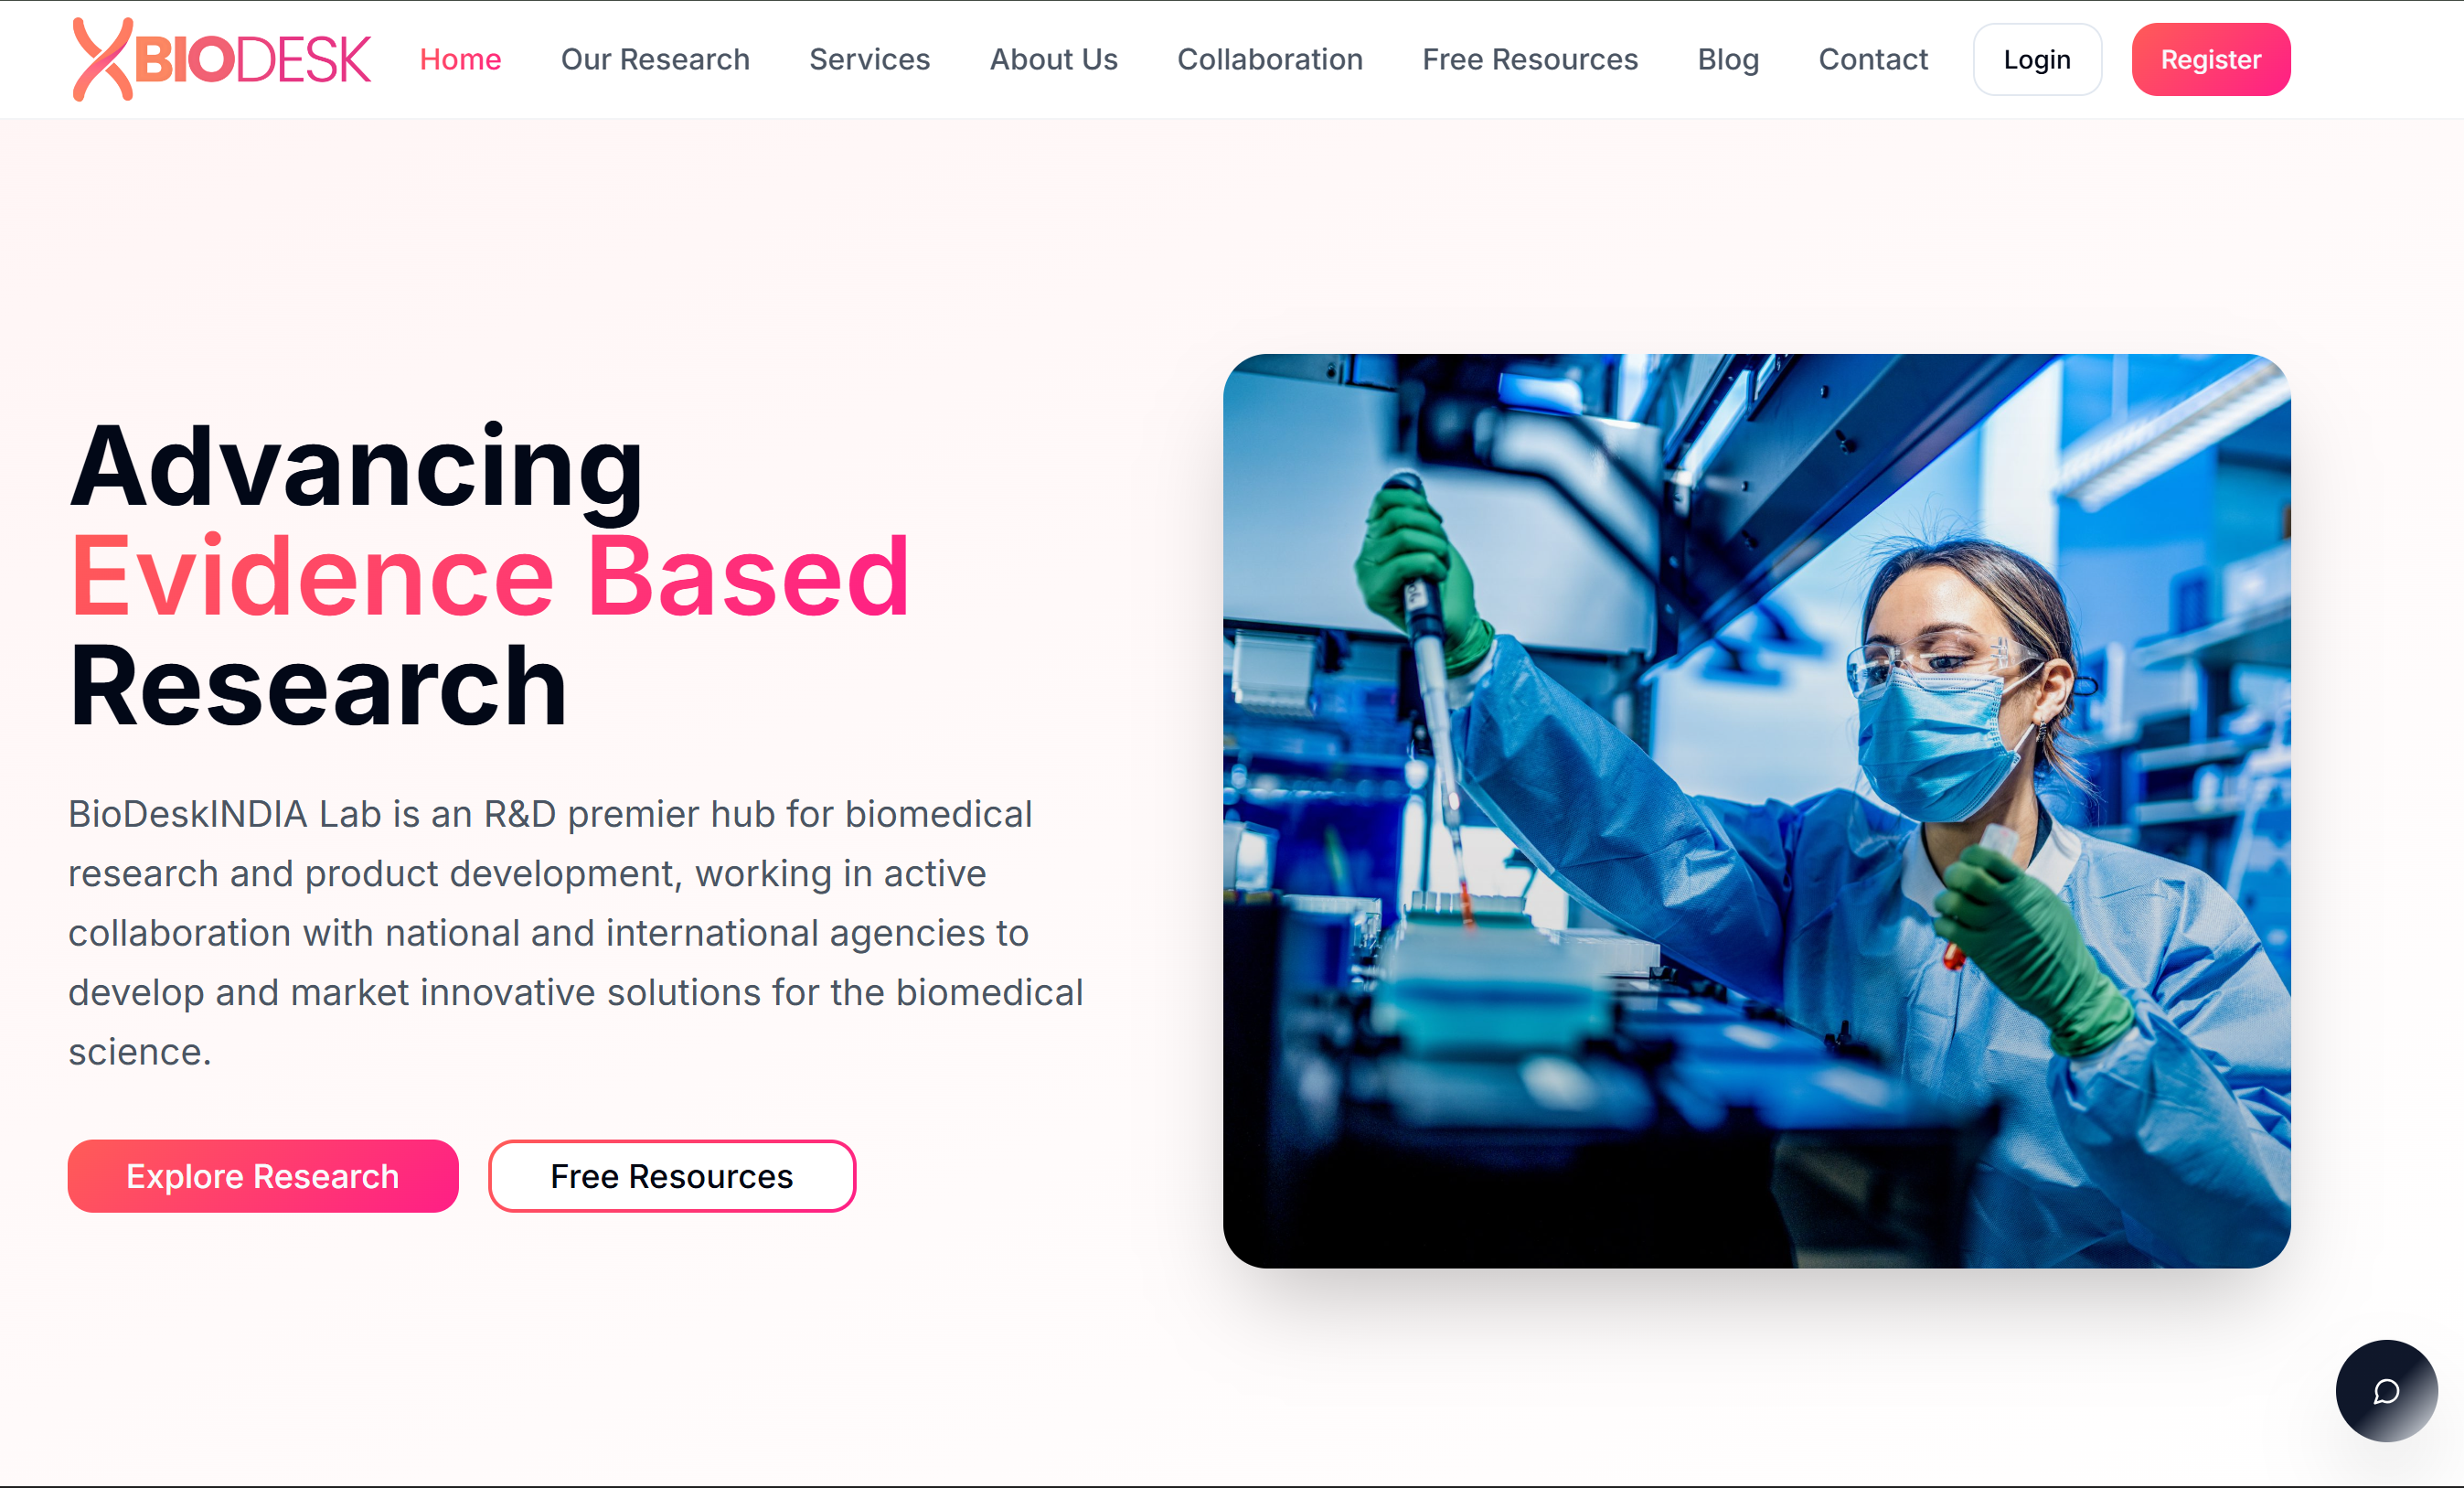 BIODESK
Home
Our Research
Services
About Us
Collaboration
Free Resources
Blog
Contact
Login
Register
Advancing
Evidence Based
Research
BioDeskINDIA Lab is an R&D premier hub for biomedical
research and product development, working in active
collaboration with national and international agencies to
develop and market innovative solutions for the biomedical
science.
Explore Research
Free Resources